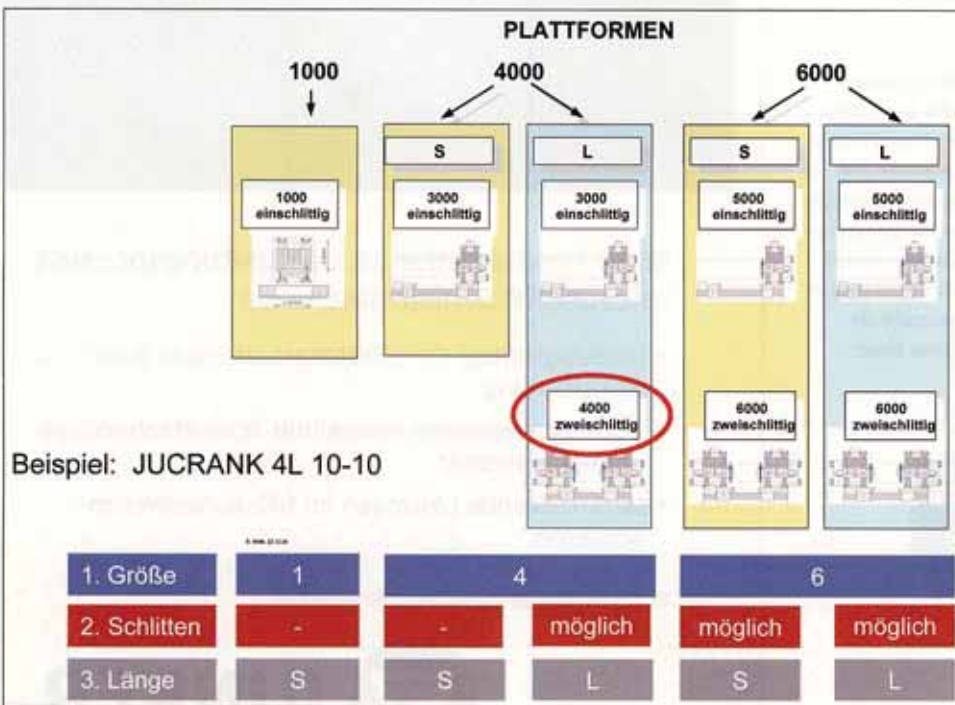 PLATTFORMEN
1000 4000 6000
S L S L
1000 3000 3000 5000 5000
einschlittig einschlittig einschlittig einschlittig einschlittig
4000 6000 6000
zweischlittig zweischlittig zweischlittig
Beispiel: JUCRANK 4L 10-10
1. Größe 1 4 6
2. Schlitten - - möglich möglich möglich
3. Länge S S L S L